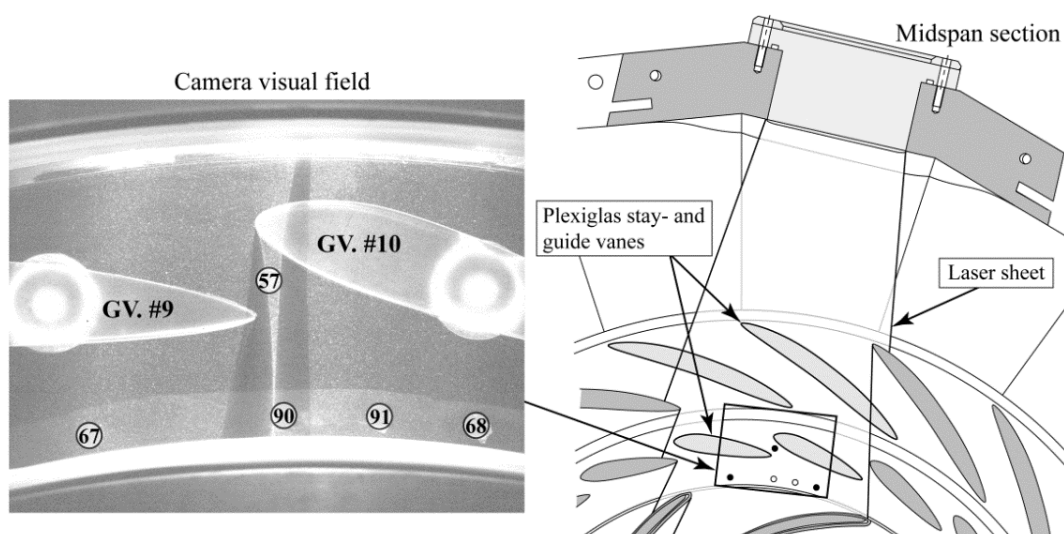 Camera visual field
GV. #10
57
GV. #9
67
90
91
68
Midspan section
Plexiglas stay- and
guide vanes
Laser sheet